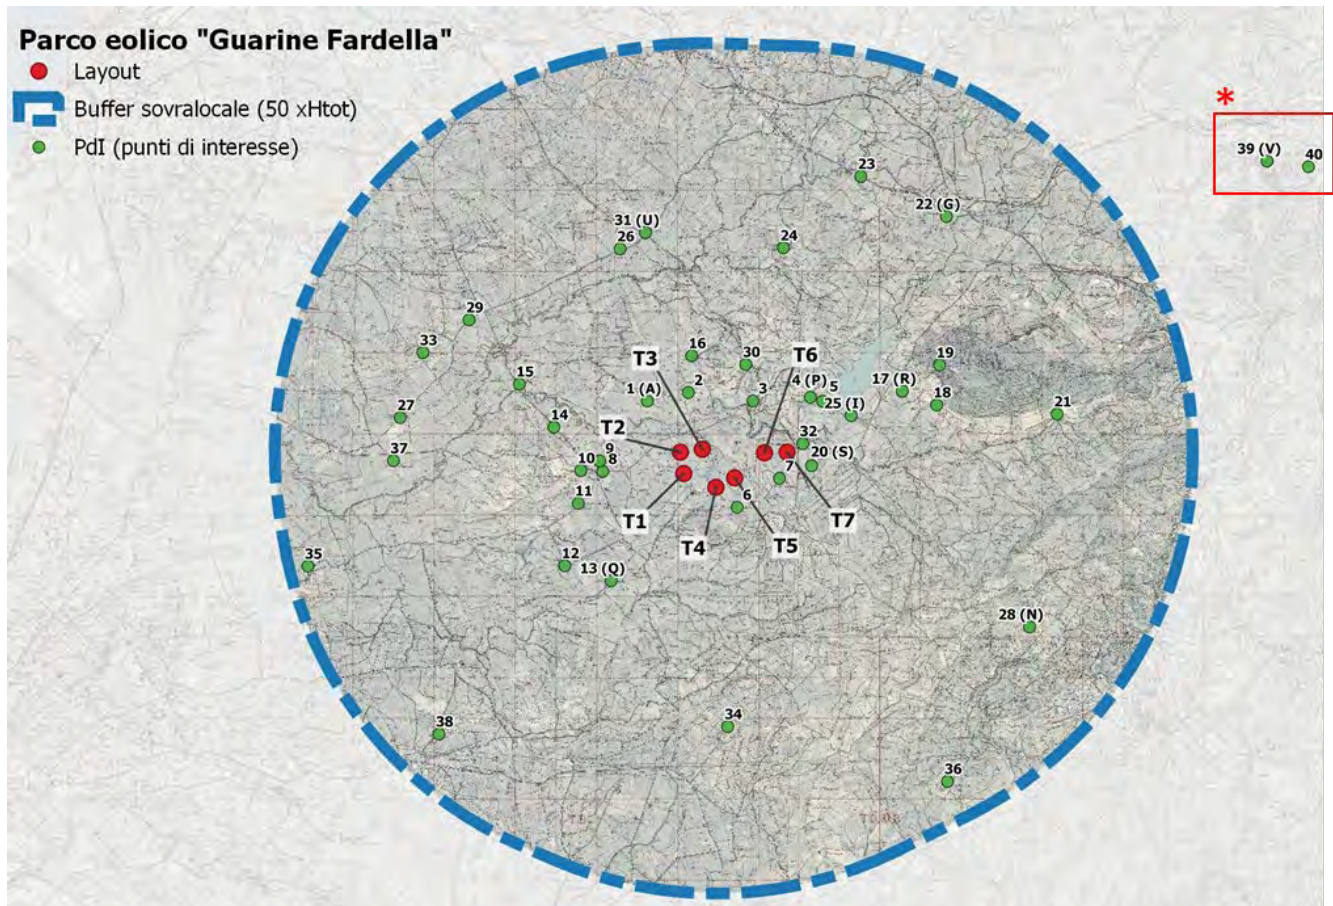 Parco eolico "Guarine Fardella"
Layout
Buffer sovralocale (50 xHtot)
PdI (punti di interesse)
*
39 (V)
40
23
22 (G)
31 (U)
26
24
29
33
16
30
T3
T6
19
15
1 (A)
2
3
4 (P)
5
17 (R)
18
25 (I)
21
27
14
T2
32
37
9
10
8
7
20 (S)
11
6
T1
T4
T5
T7
35
12
13 (Q)
28 (N)
38
34
36